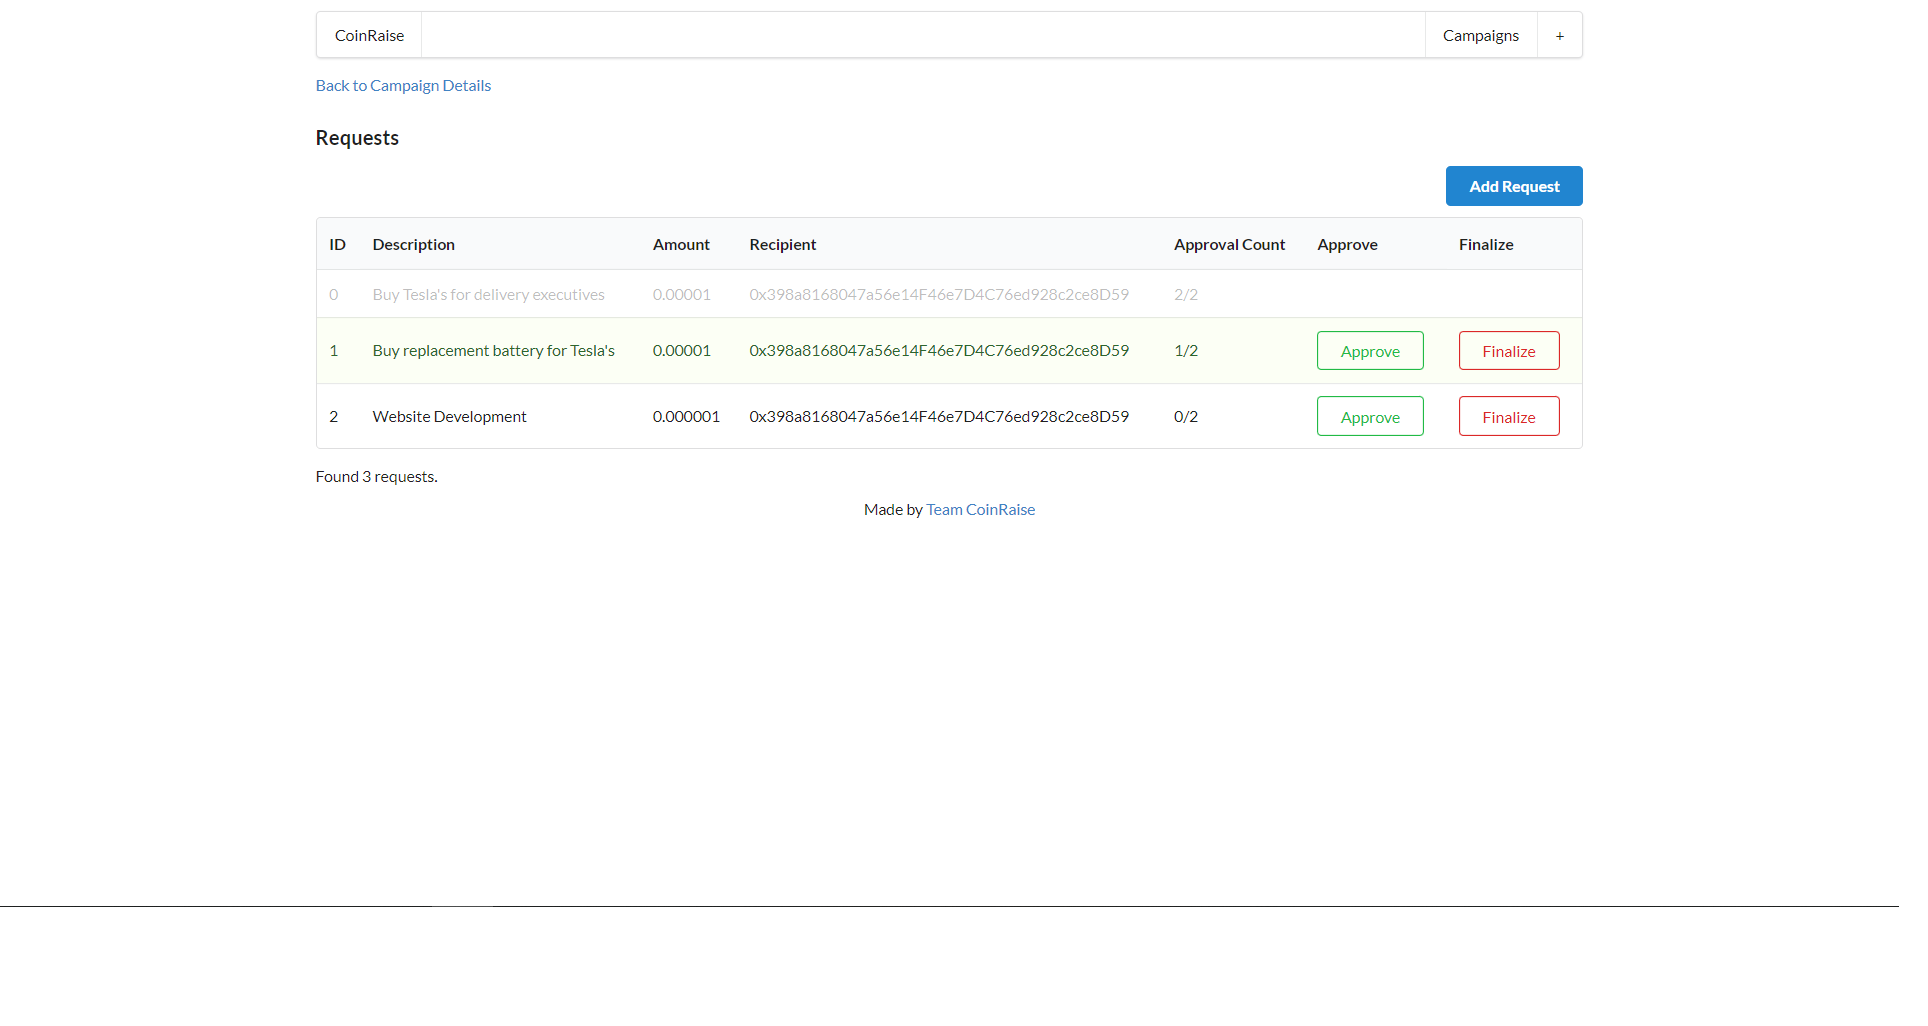 CoinRaise Campaigns +
Back to Campaign Details
Requests
Add Request
ID Description Amount Recipient Approval Count Approve Finalize
0 Buy Tesla's for delivery executives 0.00001 0x398a8168047a56e14F46e7D4C76ed928c2ce8D59 2/2
1 Buy replacement battery for Tesla's 0.00001 0x398a8168047a56e14F46e7D4C76ed928c2ce8D59 1/2 Approve Finalize
2 Website Development 0.000001 0x398a8168047a56e14F46e7D4C76ed928c2ce8D59 0/2 Approve Finalize
Found 3 requests.
Made by Team CoinRaise